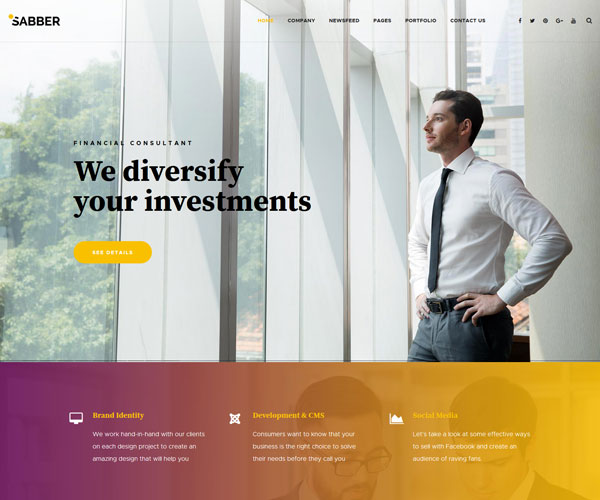 SABBER
HOME COMPANY NEWSFEED PAGES PORTFOLIO CONTACT US
FINANCIAL CONSULTANT
We diversify
your investments
SEE DETAILS
Brand Identity
We work hand-in-hand with our clients
on each design project to create an
amazing design that will help you
Development & CMS
Consumers want to know that your
business is the right choice to solve
their needs before they call you
Social Media
Let's take a look at some effective ways
to sell with Facebook and create an
audience of raving fans